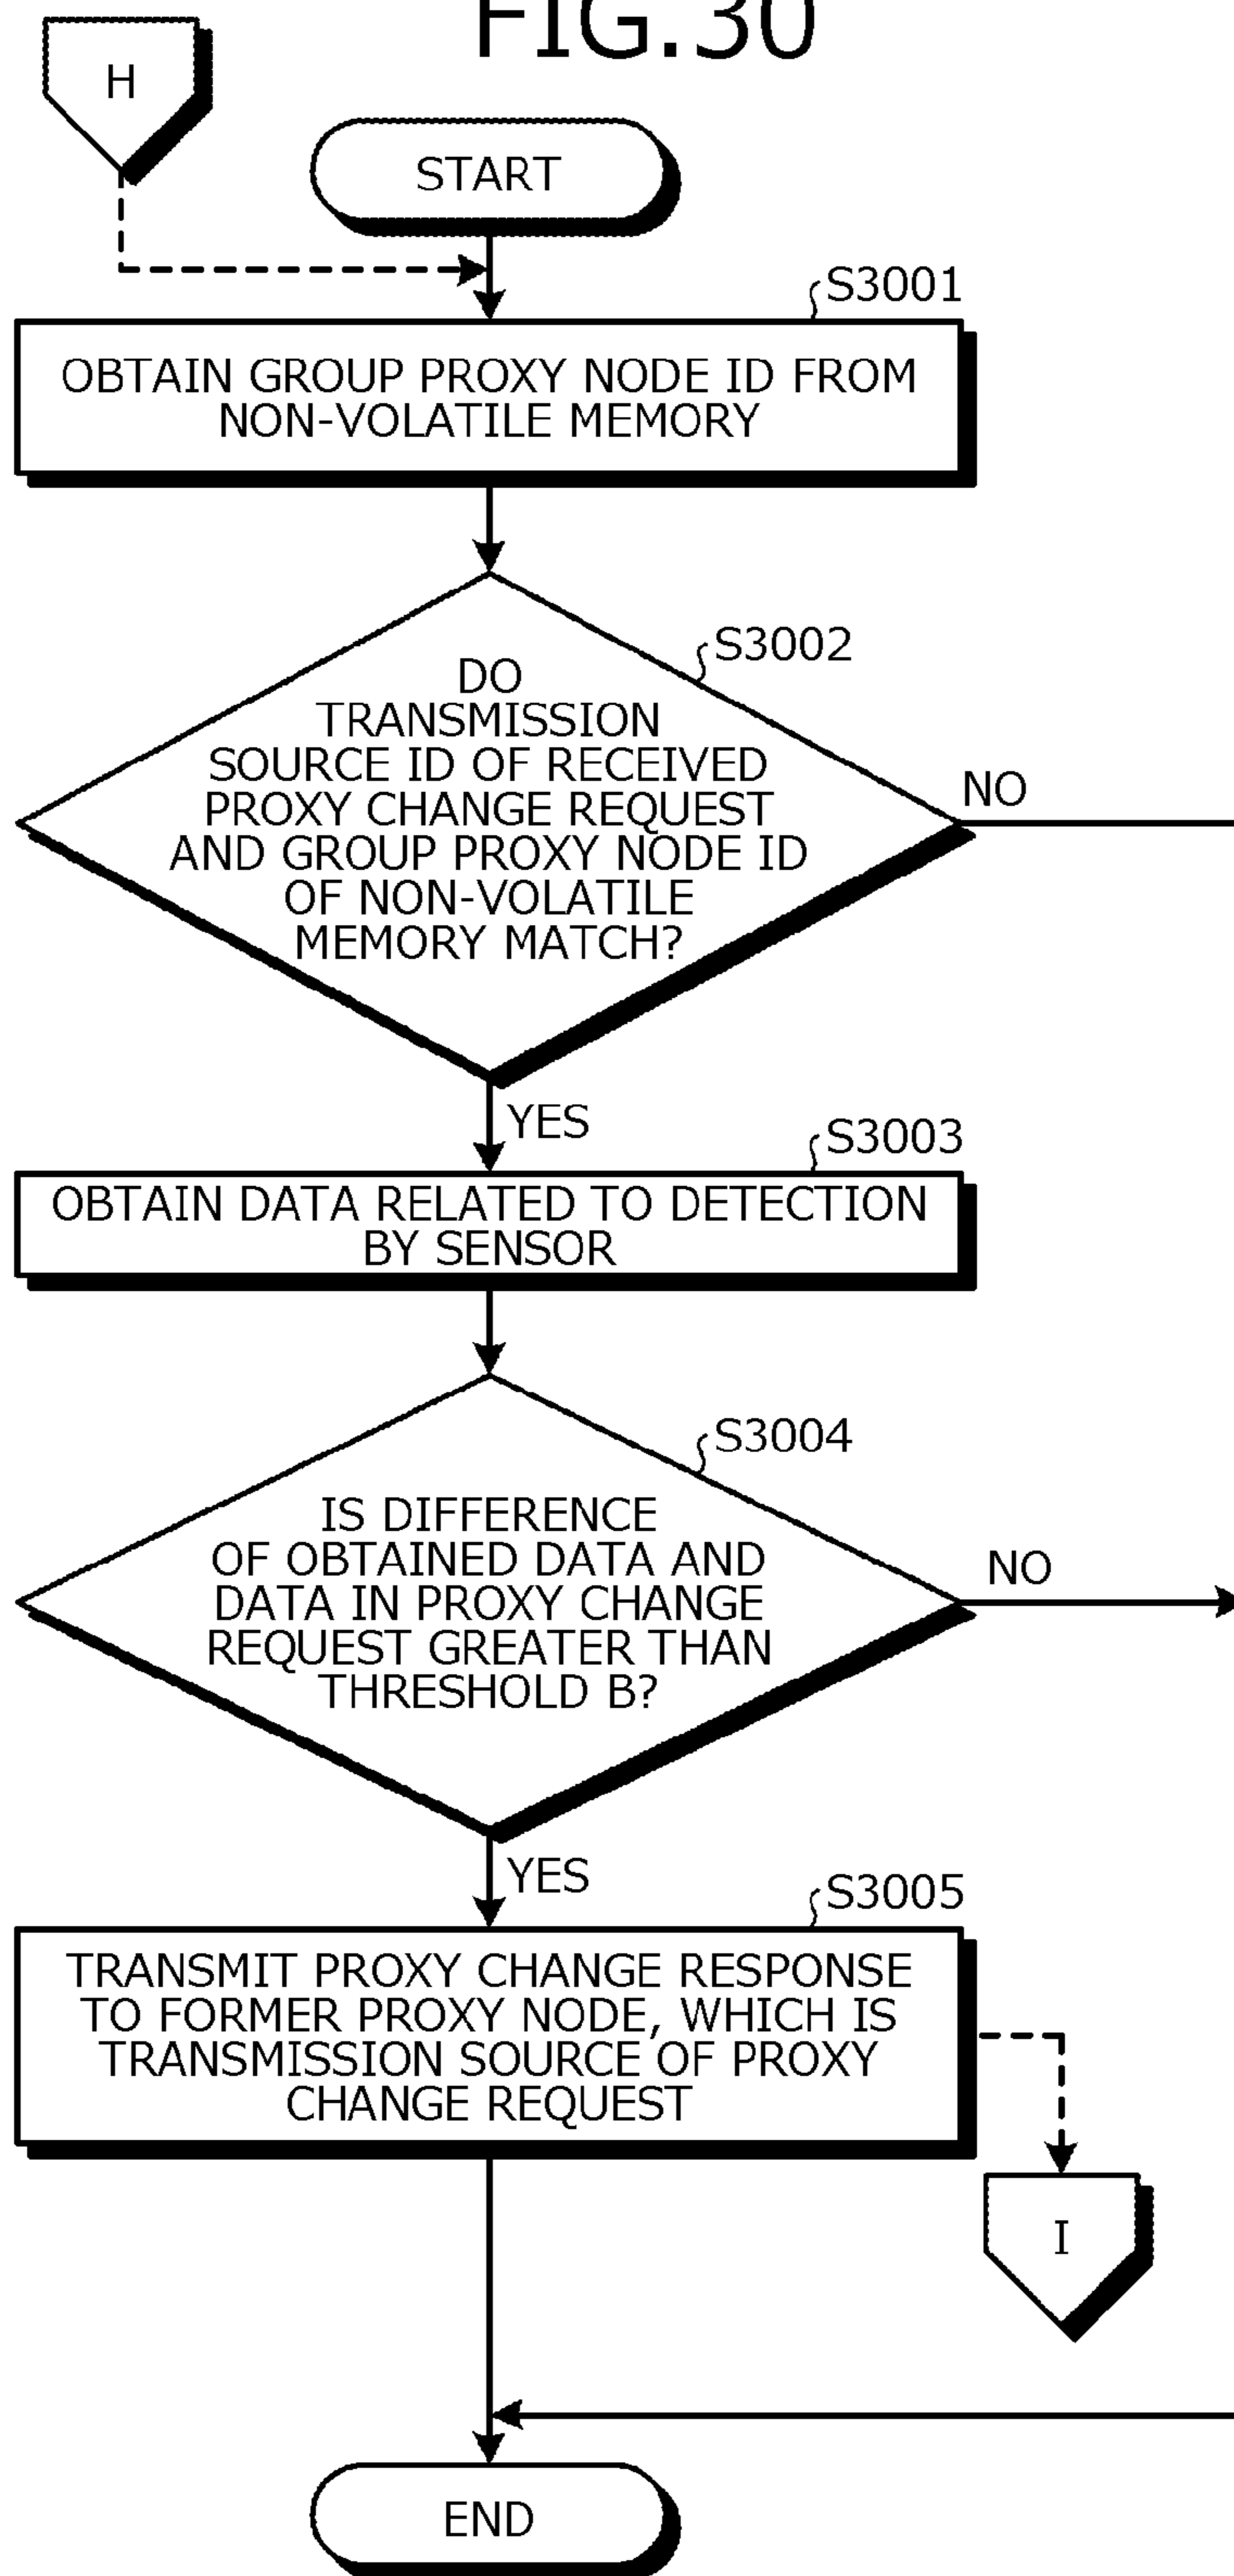 FIG.30
H
START
S3001
OBTAIN GROUP PROXY NODE ID FROM
NON-VOLATILE MEMORY
S3002
DO
TRANSMISSION
SOURCE ID OF RECEIVED
PROXY CHANGE REQUEST
AND GROUP PROXY NODE ID
OF NON-VOLATILE
MEMORY MATCH?
NO
YES
S3003
OBTAIN DATA RELATED TO DETECTION
BY SENSOR
S3004
IS DIFFERENCE
OF OBTAINED DATA AND
DATA IN PROXY CHANGE
REQUEST GREATER THAN
THRESHOLD B?
NO
YES
S3005
TRANSMIT PROXY CHANGE RESPONSE
TO FORMER PROXY NODE, WHICH IS
TRANSMISSION SOURCE OF PROXY
CHANGE REQUEST
I
END